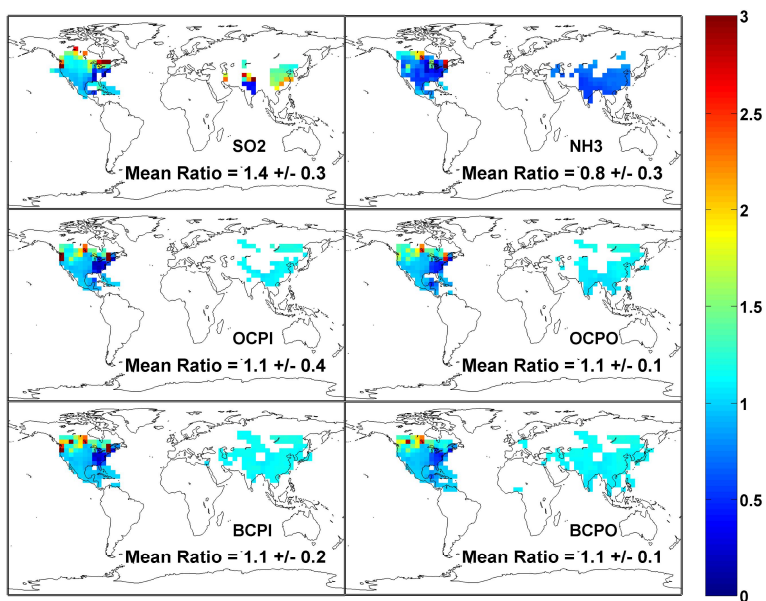 SO2
Mean Ratio = 1.4 +/- 0.3
NH3
Mean Ratio = 0.8 +/- 0.3
OCPI
Mean Ratio = 1.1 +/- 0.4
OCPO
Mean Ratio = 1.1 +/- 0.1
BCPI
Mean Ratio = 1.1 +/- 0.2
BCPO
Mean Ratio = 1.1 +/- 0.1
3
2.5
2
1.5
1
0.5
0